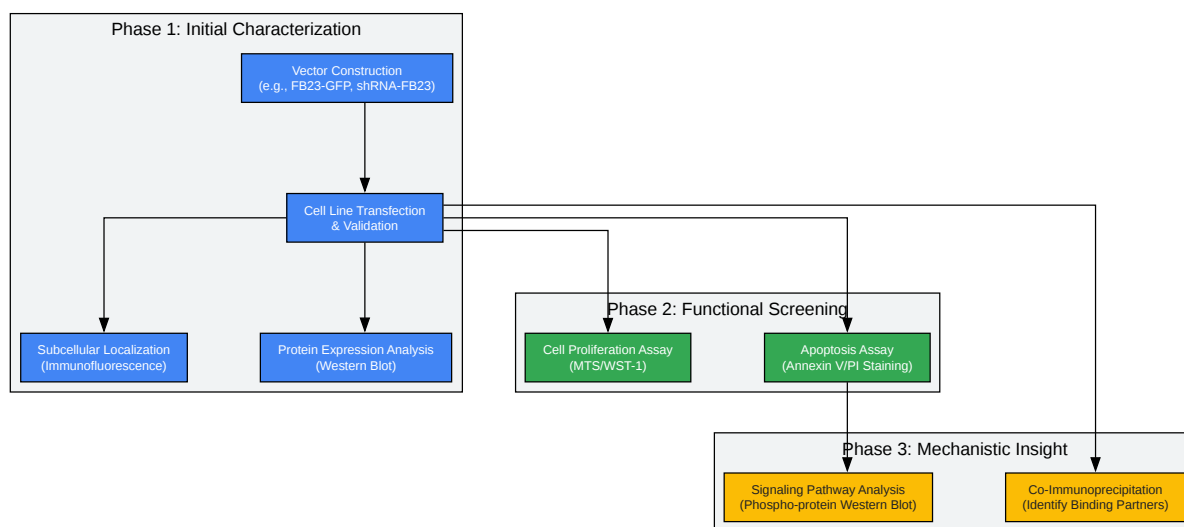 Phase 1: Initial Characterization
Vector Construction
(e.g., FB23-GFP, shRNA-FB23)
Cell Line Transfection
& Validation
Subcellular Localization
(Immunofluorescence)
Protein Expression Analysis
(Western Blot)
Phase 2: Functional Screening
Cell Proliferation Assay
(MTS/WST-1)
Apoptosis Assay
(Annexin V/PI Staining)
Phase 3: Mechanistic Insight
Signaling Pathway Analysis
(Phospho-protein Western Blot)
Co-Immunoprecipitation
(Identify Binding Partners)